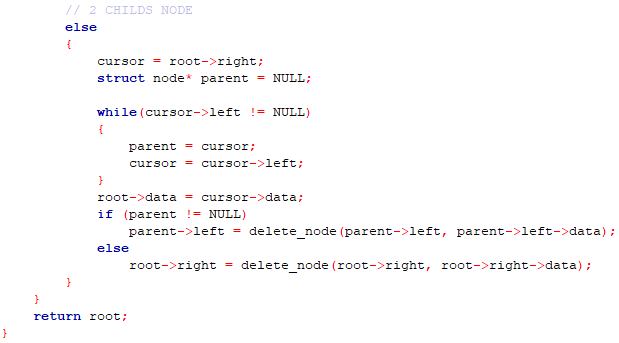 // 2 CHILDS NODE
else
{
cursor = root->right;
struct node* parent = NULL;
while(cursor->left != NULL)
{
parent = cursor;
cursor = cursor->left;
}
root->data = cursor->data;
if (parent != NULL)
parent->left = delete_node(parent->left, parent->left->data);
else
root->right = delete_node(root->right, root->right->data);
}
}
return root;
}